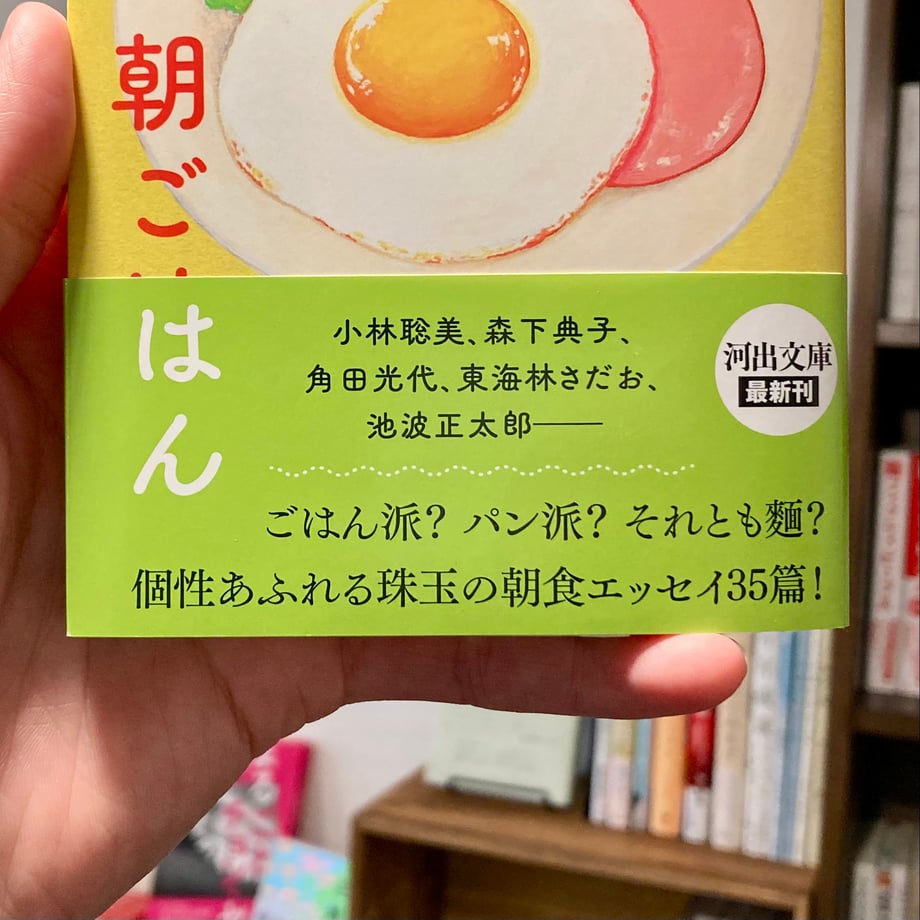 朝ごはん
小林聡美、森下典子、
角田光代、東海林さだお、
池波正太郎──
河出文庫
最新刊
ごはん派？ パン派？ それとも麵？
個性あふれる珠玉の朝食エッセイ35篇！